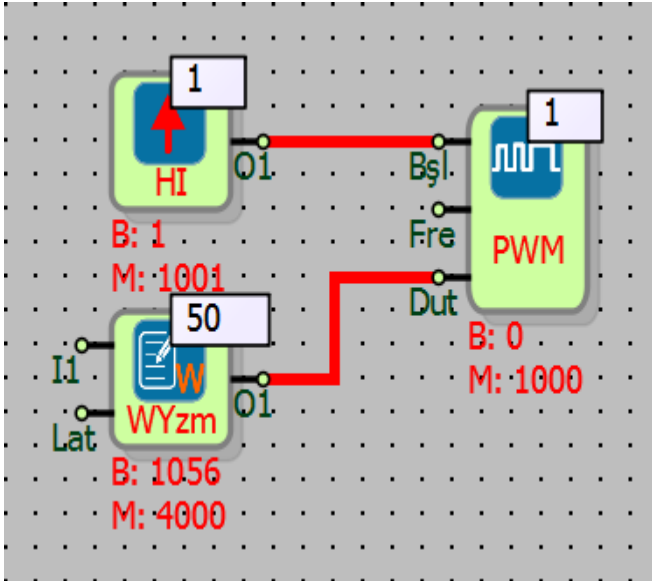 1
HI
O1
B: 1
M: 1001
1
Bşl
Fre
Dut
PWM
B: 0
M: 1000
50
I1
Lat
W
WYzm
O1
B: 1056
M: 4000